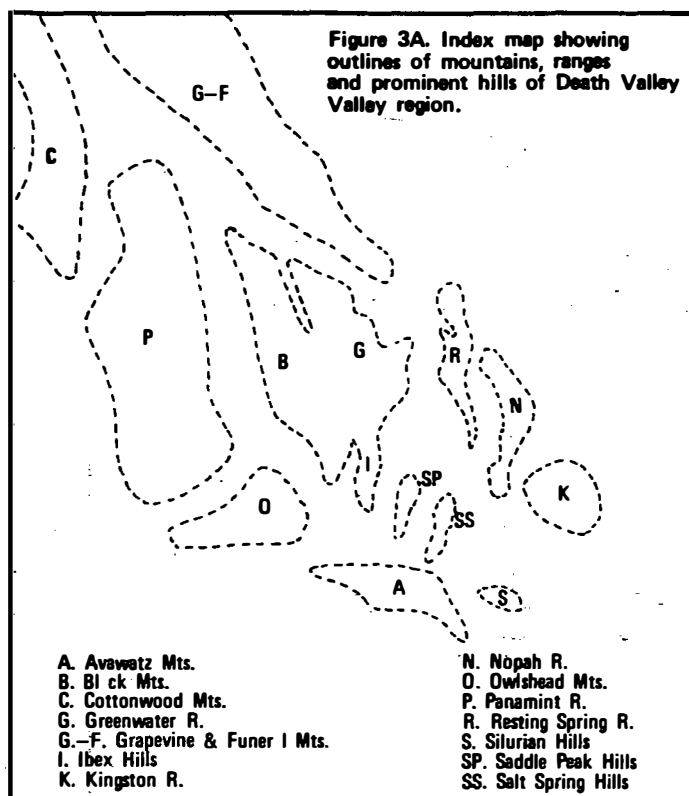 Figure 3A. Index map showing
outlines of mountains, ranges
and prominent hills of Death Valley
Valley region.
G–F
C
P
B
G
R
N
I
SP
K
O
SS
A
S
A. Avawatz Mts.
B. Bl ck Mts.
C. Cottonwood Mts.
G. Greenwater R.
G.–F. Grapevine & Funer l Mts.
I. Ibex Hills
K. Kingston R.
N. Nopah R.
O. Owlshead Mts.
P. Panamint R.
R. Resting Spring R.
S. Silurian Hills
SP. Saddle Peak Hills
SS. Salt Spring Hills